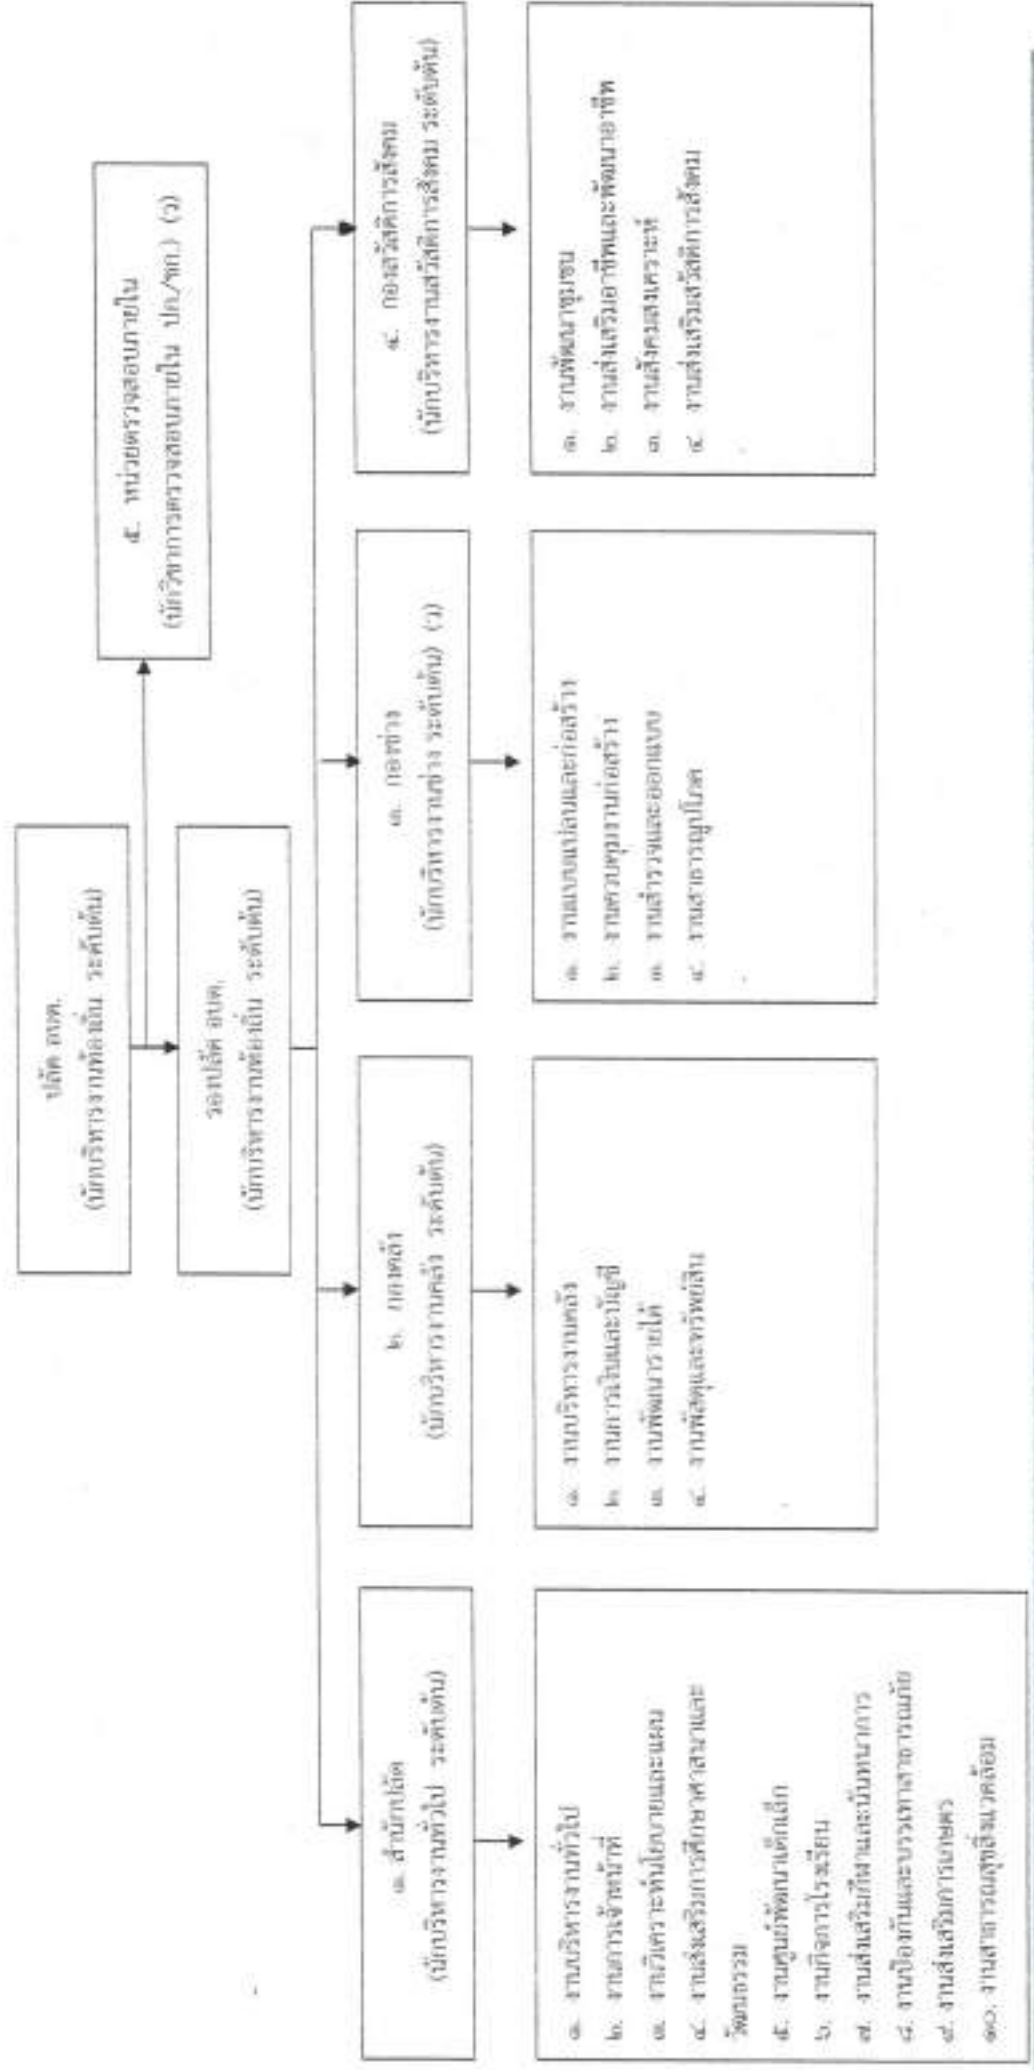 ปลัด อบต.
(นักบริหารงานท้องถิ่น ระดับต้น)
๕. หน่วยตรวจสอบภายใน
(นักวิชาการตรวจสอบภายใน ปก./ชก.) (ว)
รองปลัด อบต.
(นักบริหารงานท้องถิ่น ระดับต้น)
๑. สำนักปลัด
(นักบริหารงานทั่วไป ระดับต้น)
๑. งานบริหารงานทั่วไป
๒. งานการเจ้าหน้าที่
๓. งานวิเคราะห์นโยบายและแผน
๔. งานส่งเสริมการศึกษาศาสนาและ
วัฒนธรรม
๕. งานศูนย์พัฒนาเด็กเล็ก
๖. งานกิจการโรงเรียน
๗. งานส่งเสริมกีฬาและนันทนาการ
๘. งานป้องกันและบรรเทาสาธารณภัย
๙. งานส่งเสริมการเกษตร
๑๐. งานสาธารณสุขสิ่งแวดล้อม
๒. กองคลัง
(นักบริหารงานคลัง ระดับต้น)
๑. งานบริหารงานคลัง
๒. งานการเงินและบัญชี
๓. งานพัฒนารายได้
๔. งานพัสดุและทรัพย์สิน
๓. กองช่าง
(นักบริหารงานช่าง ระดับต้น) (ว)
๑. งานแบบแปลนและก่อสร้าง
๒. งานควบคุมงานก่อสร้าง
๓. งานสำรวจและออกแบบ
๔. งานสาธารณูปโภค
๔. กองสวัสดิการสังคม
(นักบริหารงานสวัสดิการสังคม ระดับต้น)
๑. งานพัฒนาชุมชน
๒. งานส่งเสริมอาชีพและพัฒนาอาชีพ
๓. งานสังคมสงเคราะห์
๔. งานส่งเสริมสวัสดิการสังคม